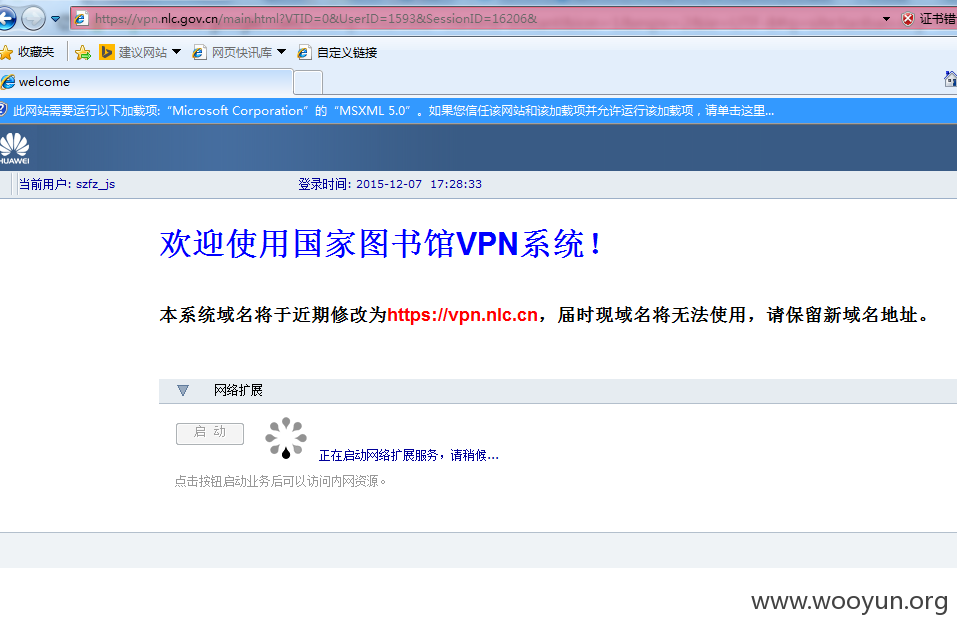 https://vpn.nlc.gov.cn/main.html?VTID=0&UserID=1593&SessionID=16206& 证书错
收藏夹 建议网站 网页快讯库 自定义链接
welcome
此网站需要运行以下加载项:“Microsoft Corporation”的“MSXML 5.0”。如果您信任该网站和该加载项并允许运行该加载项，请单击这里...
HUAWEI
当前用户: szfz_js 登录时间: 2015-12-07 17:28:33
欢迎使用国家图书馆VPN系统！
本系统域名将于近期修改为https://vpn.nlc.cn，届时现域名将无法使用，请保留新域名地址。
网络扩展
启 动 正在启动网络扩展服务，请稍候...
点击按钮启动业务后可以访问内网资源。
www.wooyun.org